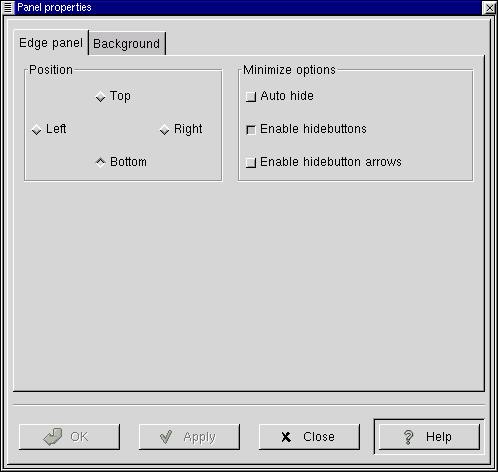 Panel properties
Edge panel
Background
Position
Top
Left
Right
Bottom
Minimize options
Auto hide
Enable hidebuttons
Enable hidebutton arrows
OK
Apply
Close
Help